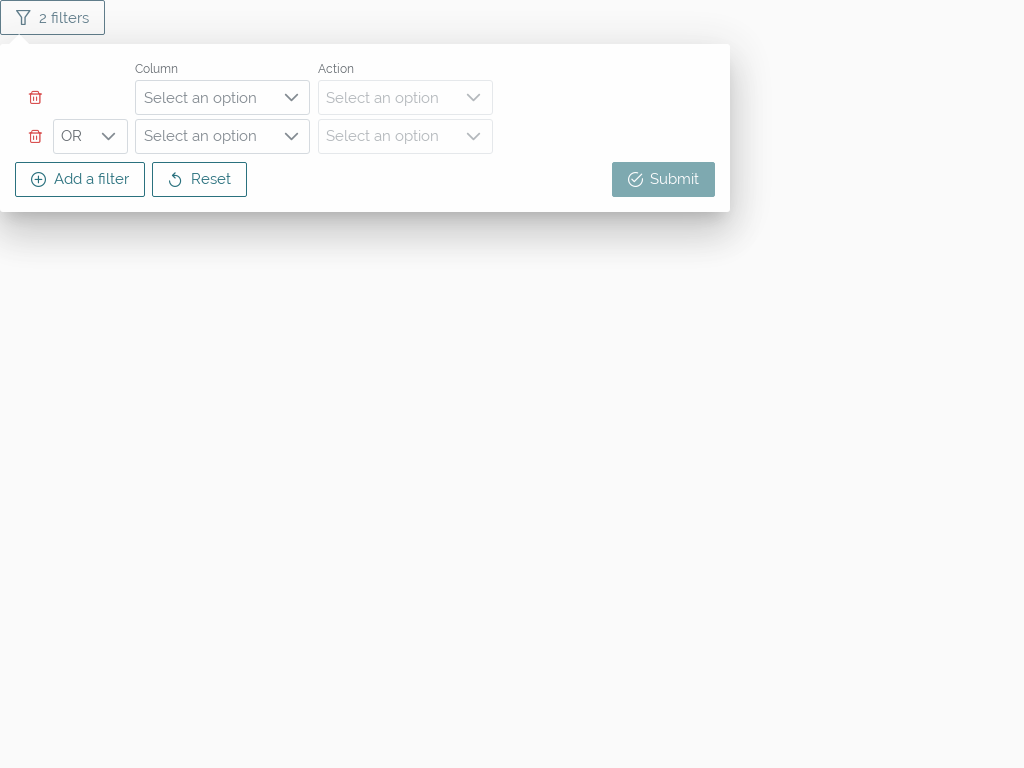 2 filters
Column Action
Select an option Select an option
OR Select an option Select an option
Add a filter Reset Submit